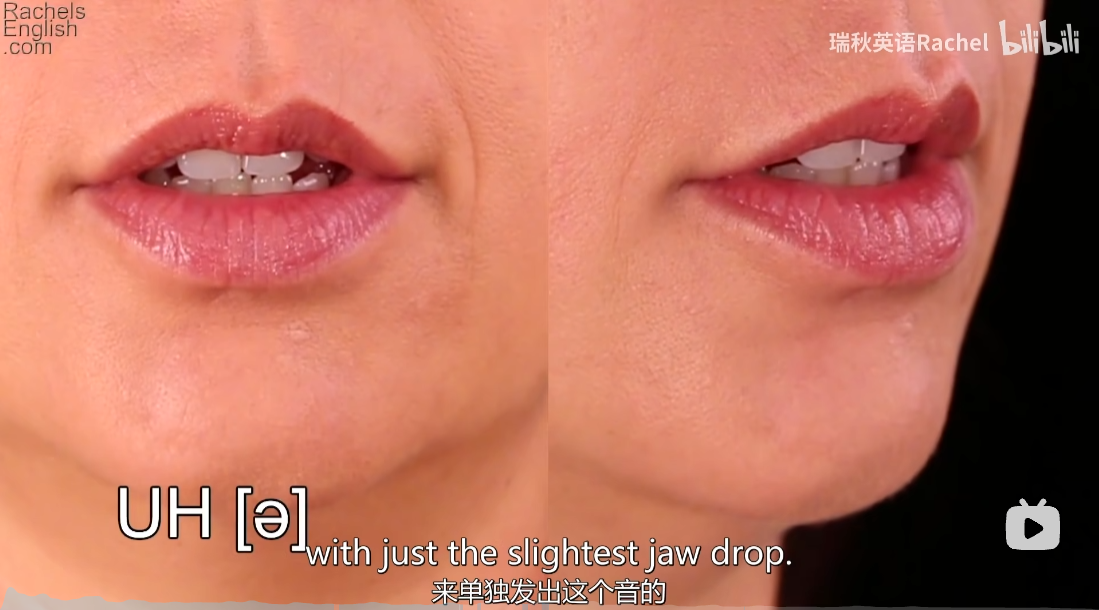 Rachels
English
.com
瑞秋英语Rachel bilibili
UH [ə]
with just the slightest jaw drop.
来单独发出这个音的